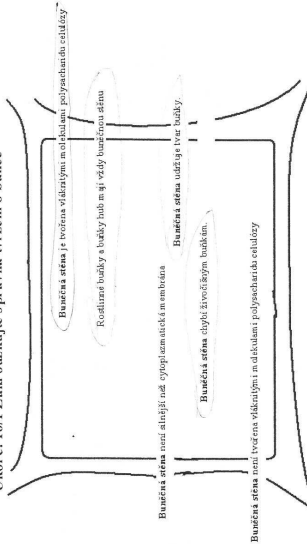 Buněčná stěna je tvořena vláknitými molekulami polysacharidu celulózy
Rostlinné buňky a buňky hub mají vždy buněčnou stěnu
Buněčná stěna není silnější než cytoplazmatická membrána
Buněčná stěna udržuje tvar buňky.
Buněčná stěna chybí živočišným buňkám.
Buněčná stěna není tvořena vláknitými molekulami polysacharidu celulózy